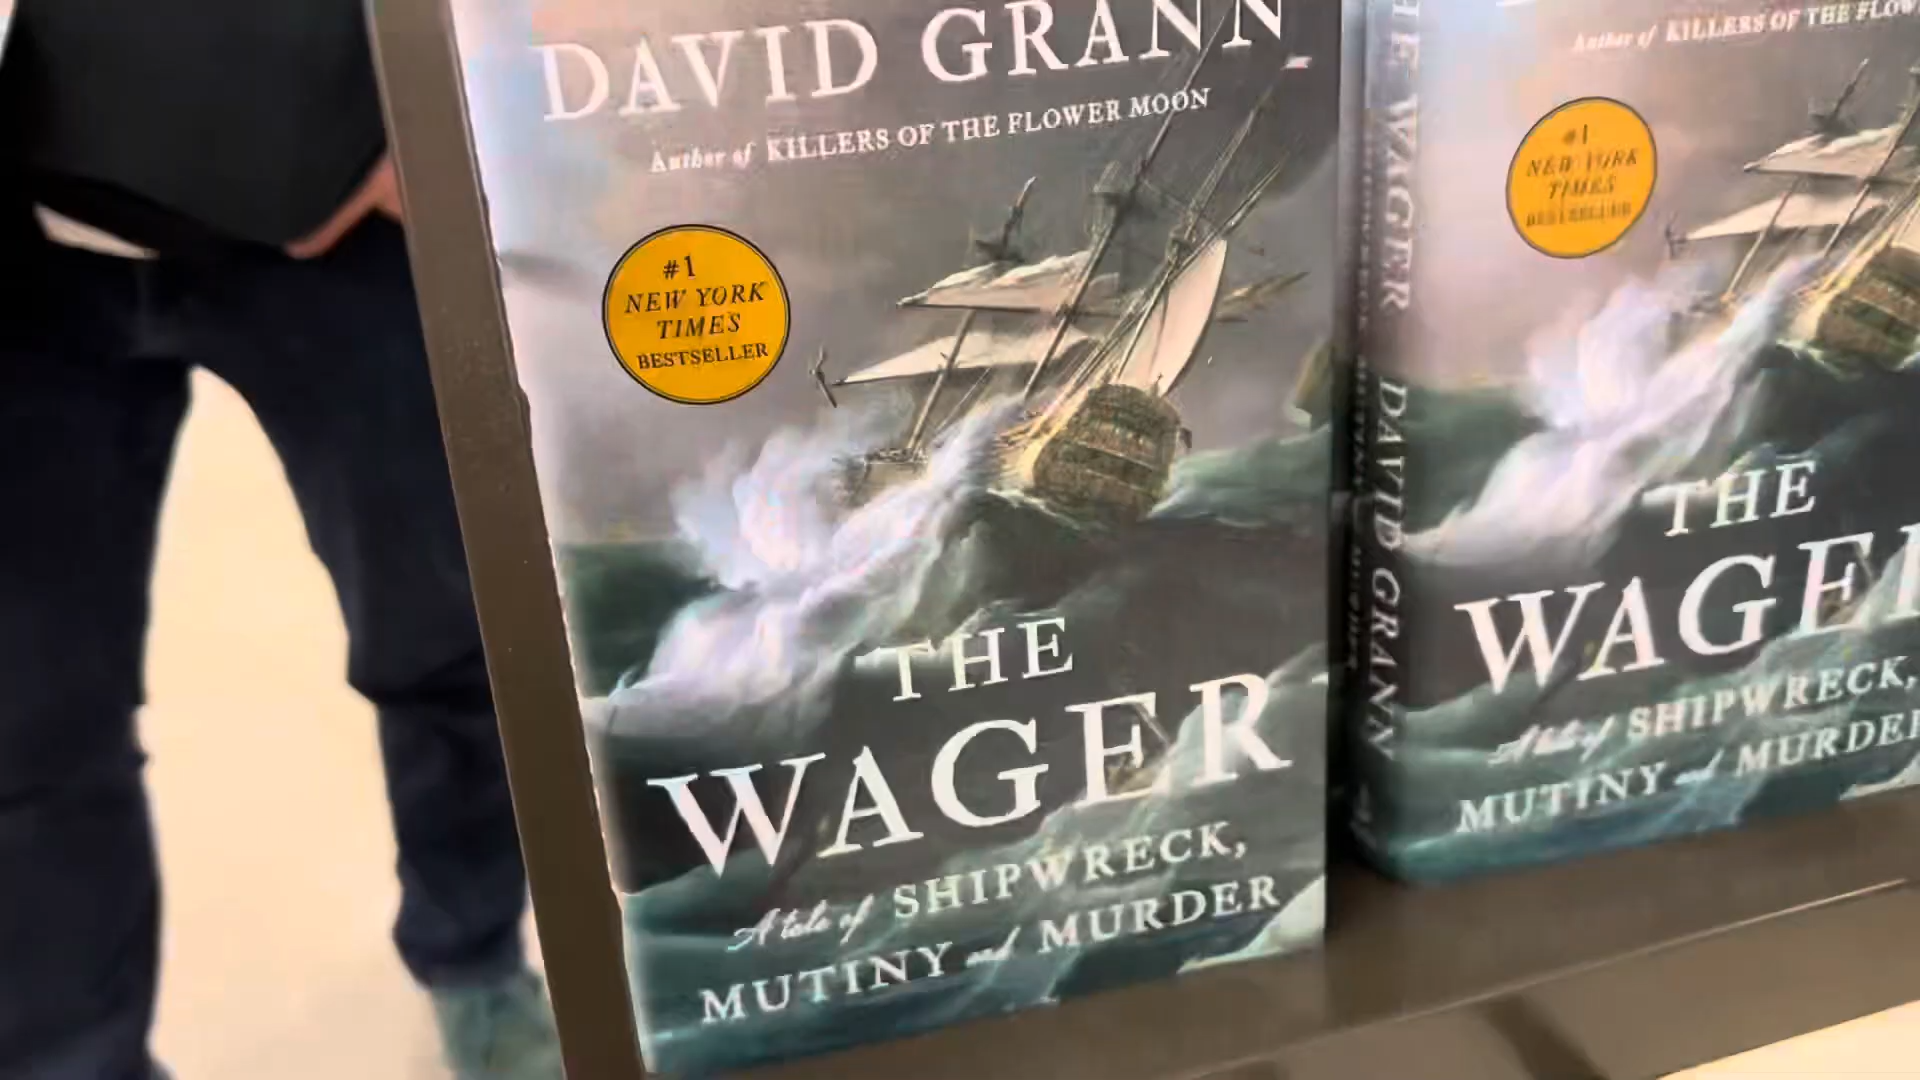 DAVID GRANN
Author of KILLERS OF THE FLOWER MOON
#1
NEW YORK
TIMES
BESTSELLER
THE
WAGER
A tale of SHIPWRECK,
MUTINY and MURDER
THE WAGER
DAVID GRANN
Author of KILLERS OF THE FLOW
#1
NEW YORK
TIMES
BESTSELLER
THE
WAGE
A tale of SHIPWRECK,
MUTINY and MURDER